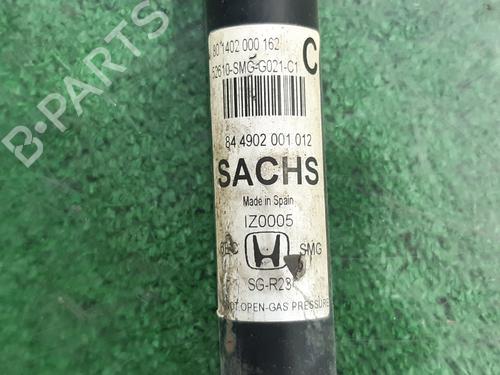 B-PARTS
801402 000 162
52610-SMG-G021-C1
C
84 4902 001 012
SACHS
Made in Spain
IZ0005
SMG
SG-R23
NOT OPEN-GAS PRESSURE